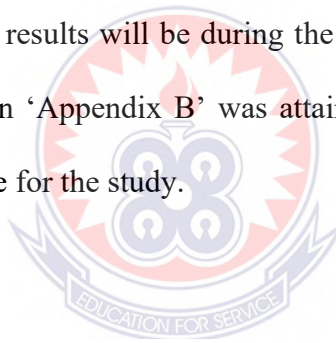 results will be during the
n ‘Appendix B’ was attai
e for the study.
EDUCATION FOR SERVICE